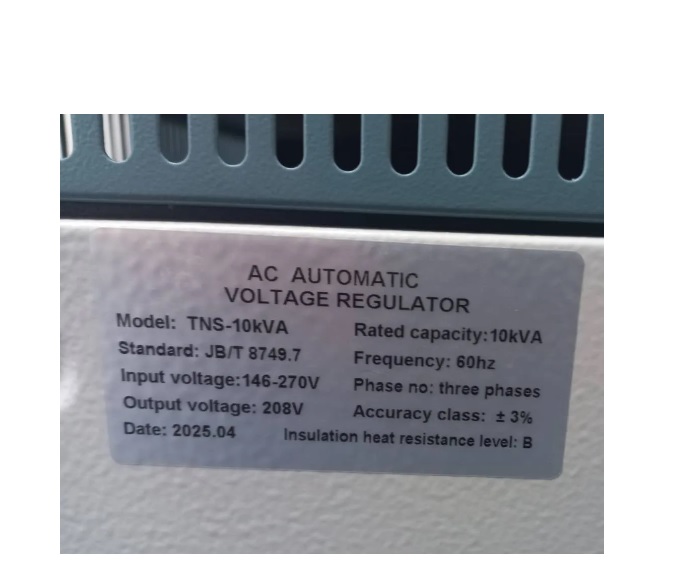 AC AUTOMATIC
VOLTAGE REGULATOR
Model: TNS-10kVA
Rated capacity:10kVA
Standard: JB/T 8749.7
Frequency: 60hz
Input voltage:146-270V
Phase no: three phases
Output voltage: 208V
Accuracy class: ± 3%
Date: 2025.04
Insulation heat resistance level: B